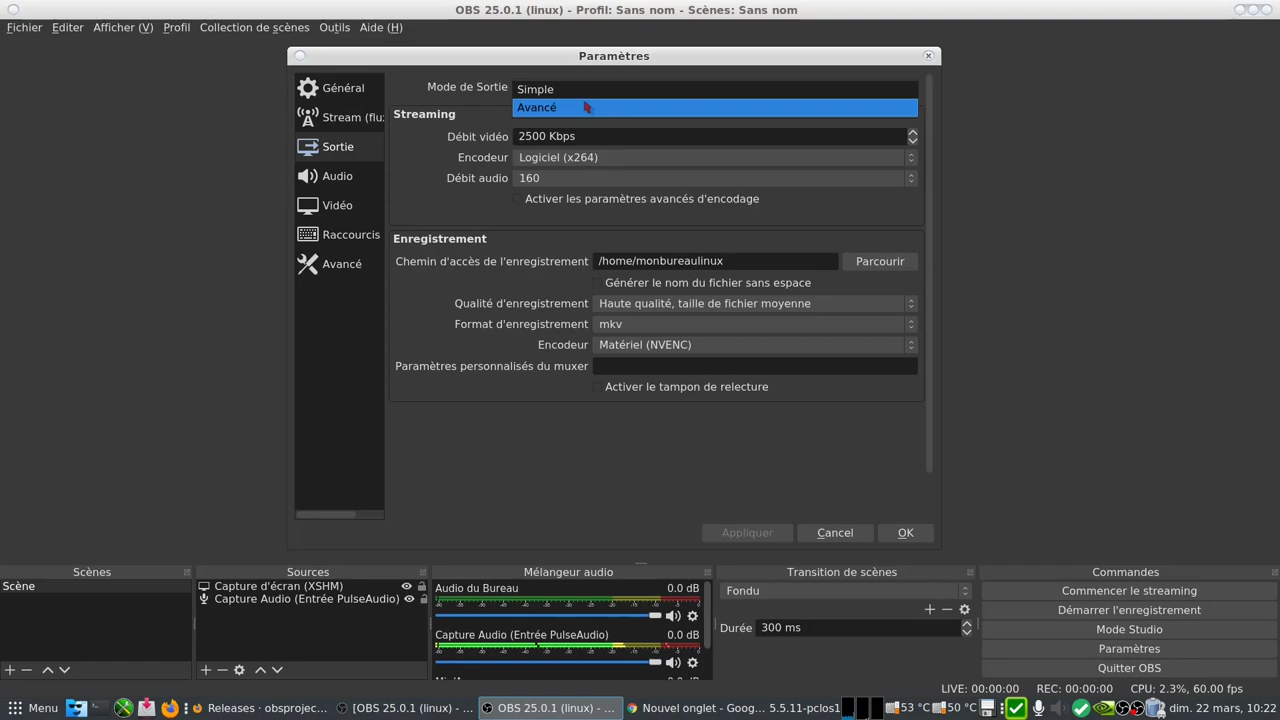 OBS 25.0.1 (linux) - Profil: Sans nom - Scènes: Sans nom
Fichier Editer Afficher (V) Profil Collection de scènes Outils Aide (H)
Paramètres
Général
Stream (flu
Sortie
Audio
Vidéo
Raccourcis
Avancé
Mode de Sortie
Simple
Avancé
Streaming
Débit vidéo 2500 Kbps
Encodeur Logiciel (x264)
Débit audio 160
Activer les paramètres avancés d'encodage
Enregistrement
Chemin d'accès de l'enregistrement /home/monbureaulinux Parcourir
Générer le nom du fichier sans espace
Qualité d'enregistrement Haute qualité, taille de fichier moyenne
Format d'enregistrement mkv
Encodeur Matériel (NVENC)
Paramètres personnalisés du muxer
Activer le tampon de relecture
Appliquer Cancel OK
Scènes
Scène
Sources
Capture d'écran (XSHM)
Capture Audio (Entrée PulseAudio)
Mélangeur audio
Audio du Bureau 0.0 dB
Capture Audio (Entrée PulseAudio) 0.0 dB
Transition de scènes
Fondu
Durée 300 ms
Commandes
Commencer le streaming
Démarrer l'enregistrement
Mode Studio
Paramètres
Quitter OBS
LIVE: 00:00:00 REC: 00:00:00 CPU: 2.3%, 60.00 fps
Menu Releases · obsprojec... [OBS 25.0.1 (linux) - ... OBS 25.0.1 (linux) - ... Nouvel onglet - Goog... 5.5.11-pclos1 53 °C 50 °C dim. 22 mars, 10:22